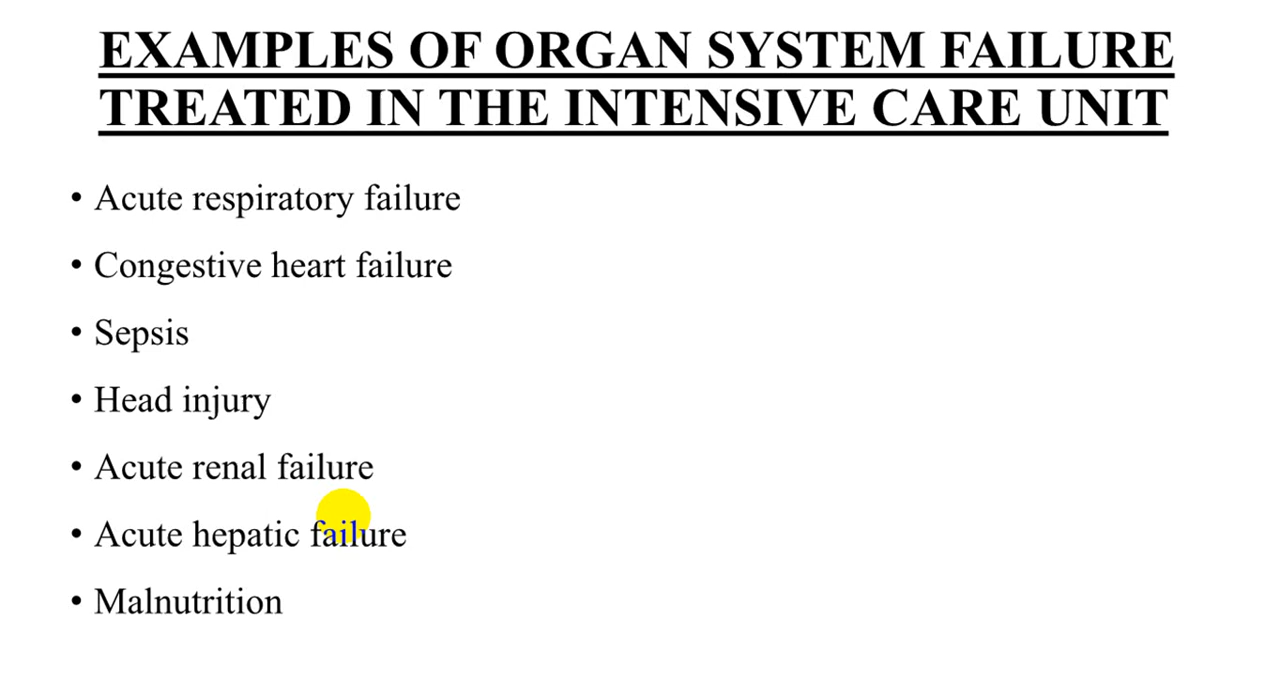 EXAMPLES OF ORGAN SYSTEM FAILURE
TREATED IN THE INTENSIVE CARE UNIT
• Acute respiratory failure
• Congestive heart failure
• Sepsis
• Head injury
• Acute renal failure
• Acute hepatic failure
• Malnutrition